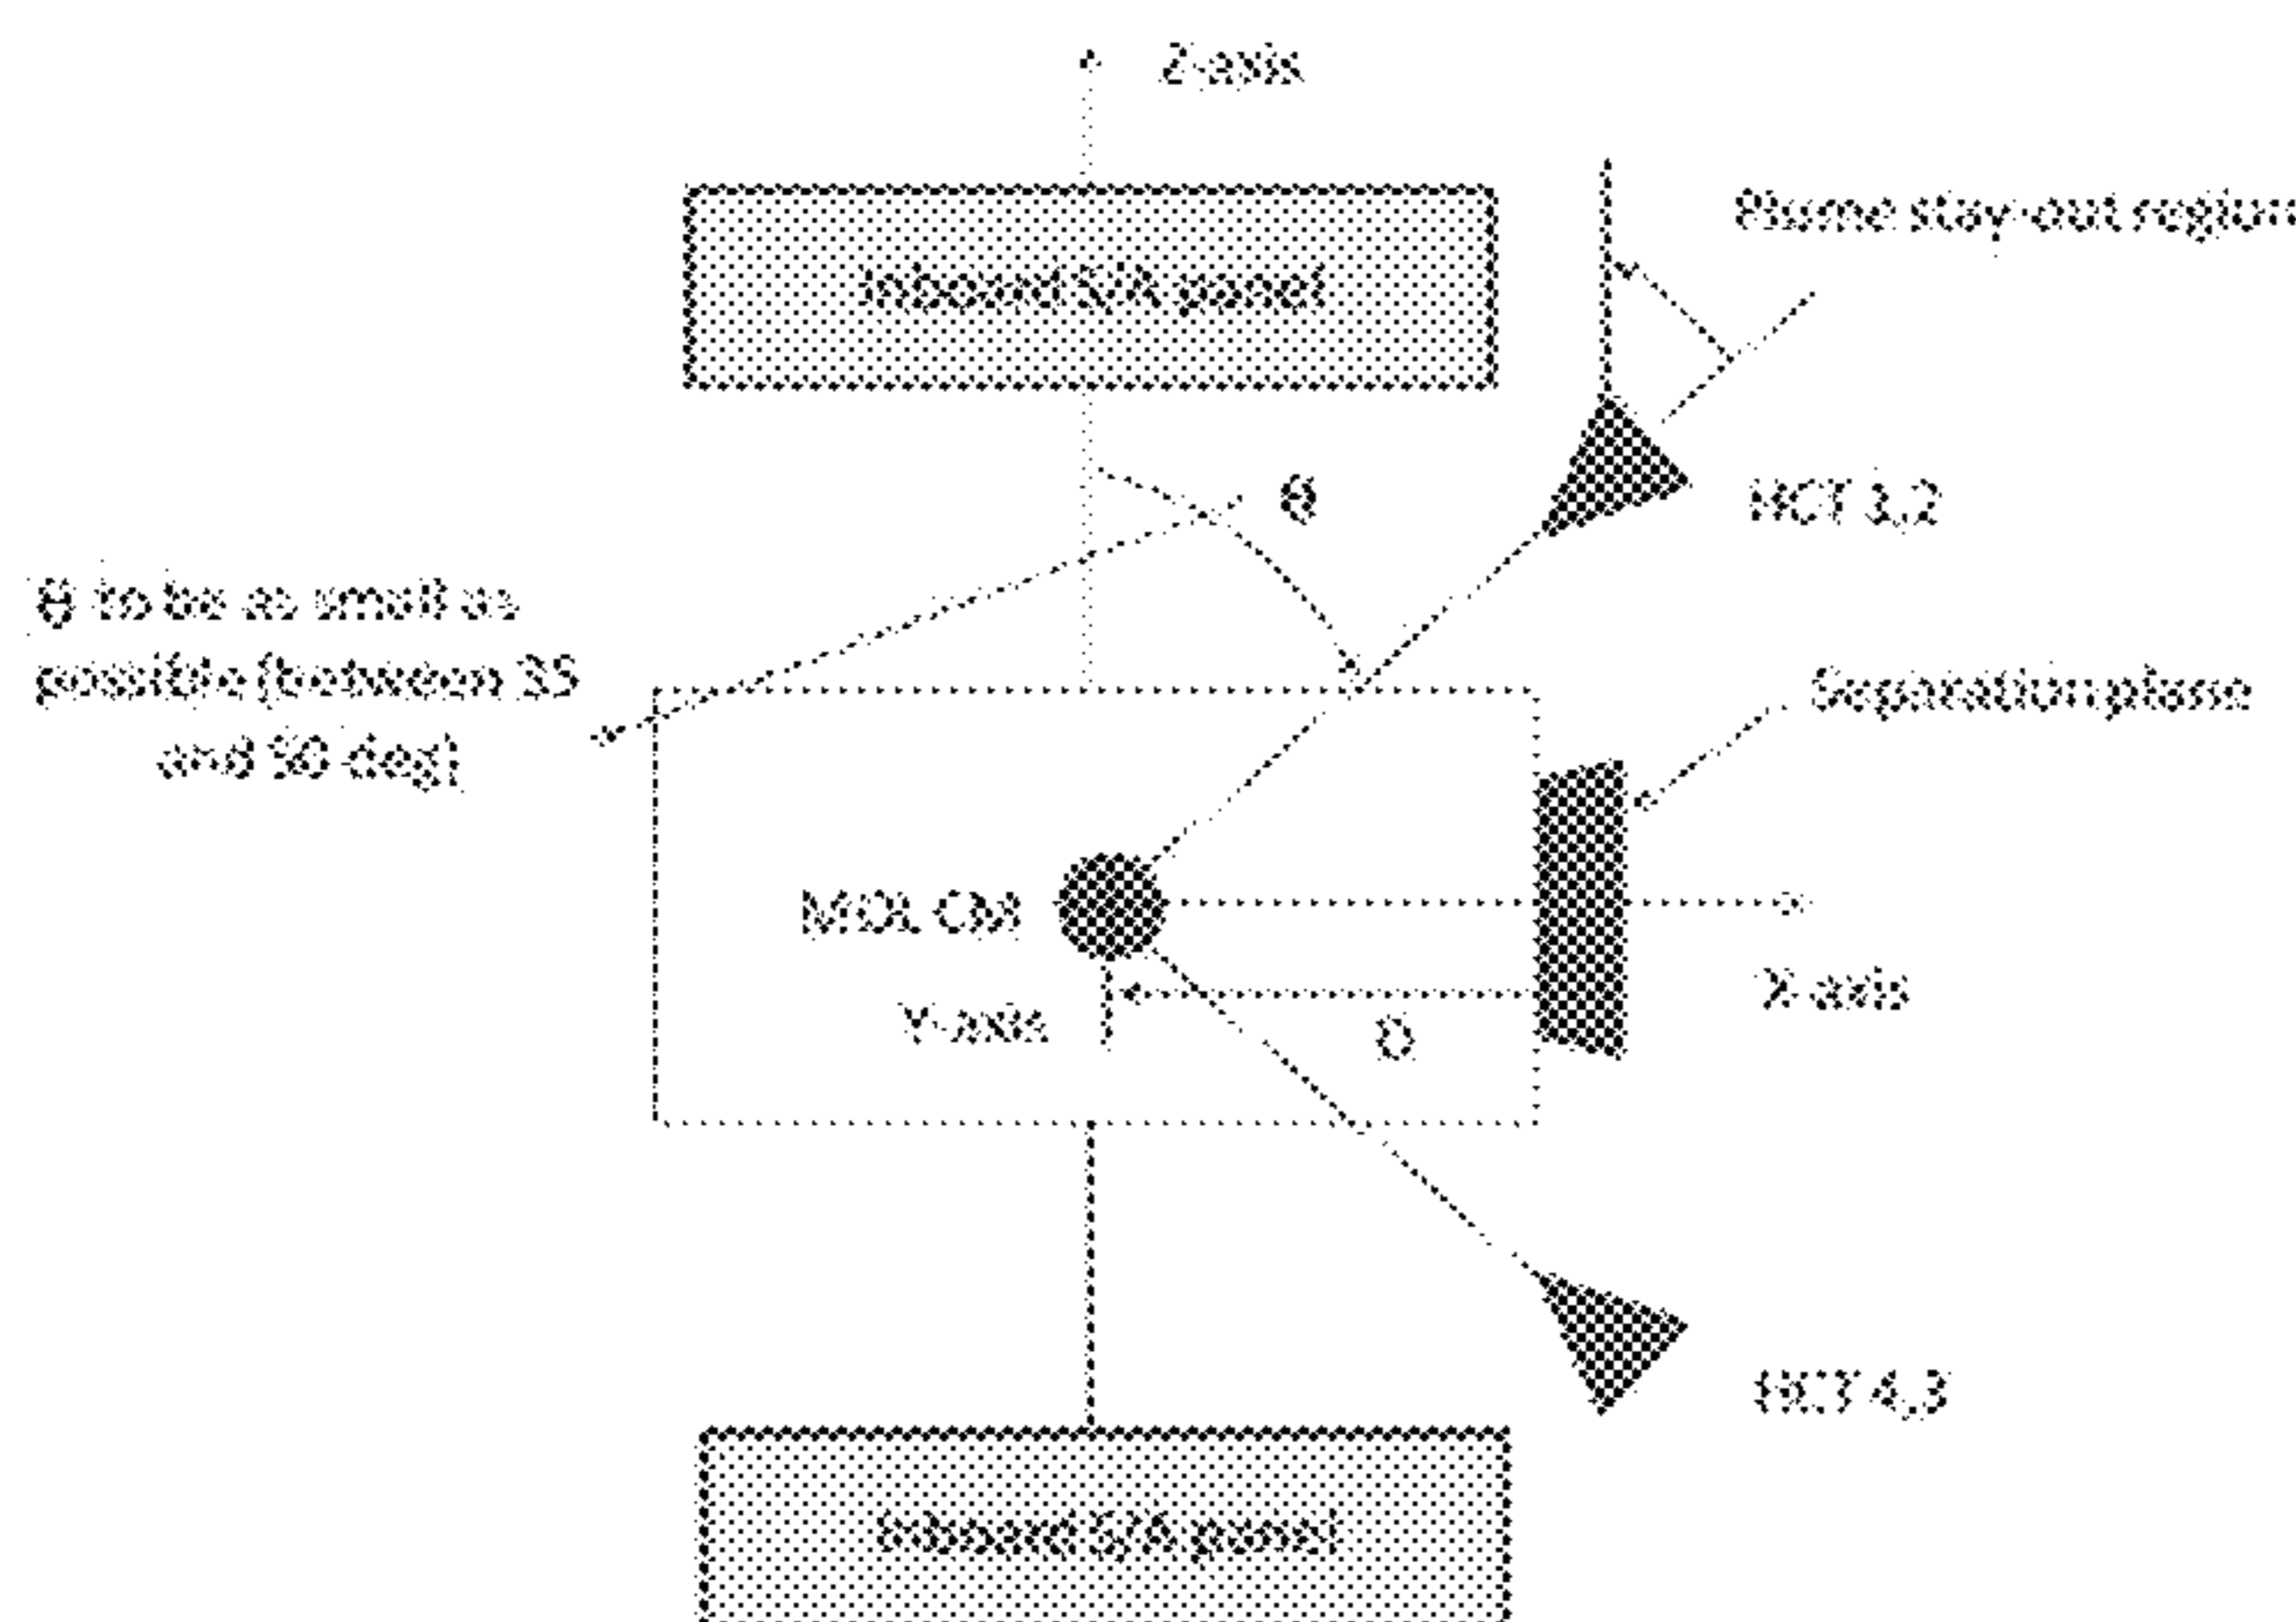 Z-axis
Plume stay-out region
Inboard S/A panel
θ
HCT 1,2
θ to be as small as
possible (between 35
and 50 deg)
Separation plane
MOL CM
X-axis
Y-axis
D
HCT 4,3
Inboard S/A panel